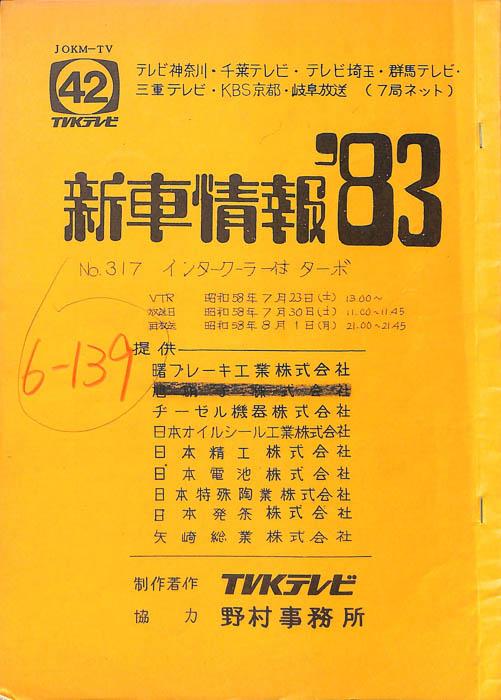 JOKM-TV
42
TVKテレビ
テレビ神奈川・千葉テレビ・テレビ埼玉・群馬テレビ・
三重テレビ・KBS京都・岐阜放送 (7局ネット)
新車情報'83
No.317 インタークーラー付ターボ
VTR 昭和58年7月23日(土) 13.00~
放送日 昭和58年7月30日(土) 11.00~11.45
再放送 昭和58年8月1日(月) 21.00~21.45
6-139
提供
曙ブレーキ工業株式会社
旭硝子株式会社
ヂーゼル機器株式会社
日本オイルシール工業株式会社
日本精工株式会社
日本電池株式会社
日本特殊陶業株式会社
日本発条株式会社
矢崎総業株式会社
制作著作 TVKテレビ
協力 野村事務所